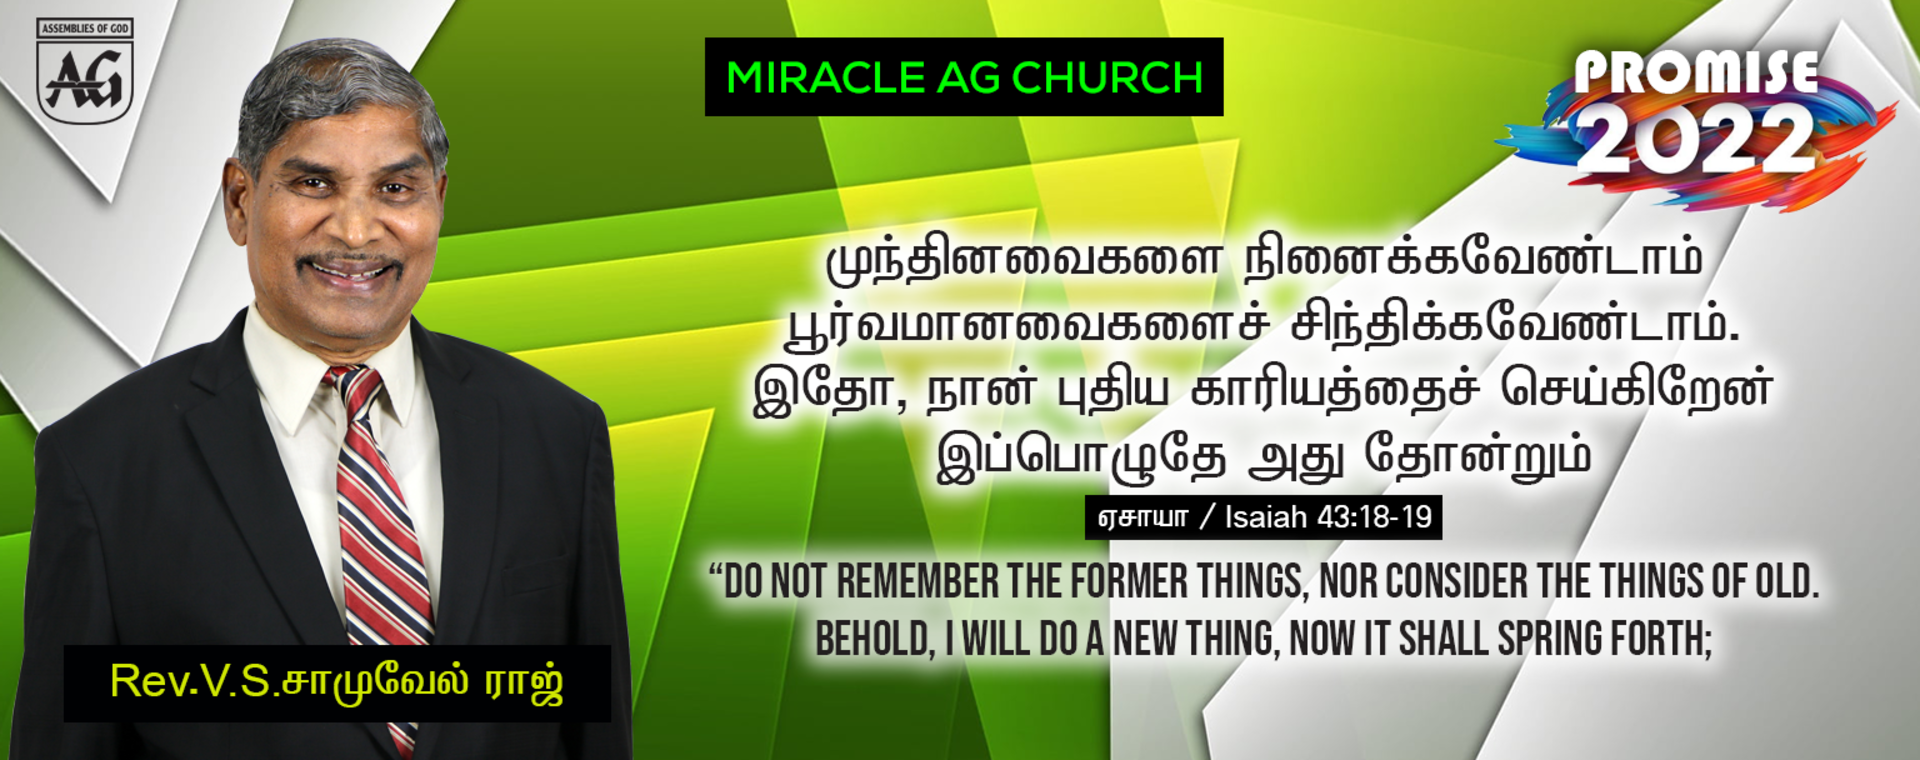 ASSEMBLIES OF GOD
AG
MIRACLE AG CHURCH
PROMISE
2022
முந்தினவைகளை நினைக்கவேண்டாம்
பூர்வமானவைகளைச் சிந்திக்கவேண்டாம்.
இதோ, நான் புதிய காரியத்தைச் செய்கிறேன்
இப்பொழுதே அது தோன்றும்
ஏசாயா / Isaiah 43:18-19
“DO NOT REMEMBER THE FORMER THINGS, NOR CONSIDER THE THINGS OF OLD.
BEHOLD, I WILL DO A NEW THING, NOW IT SHALL SPRING FORTH;
Rev.V.S.சாமுவேல் ராஜ்